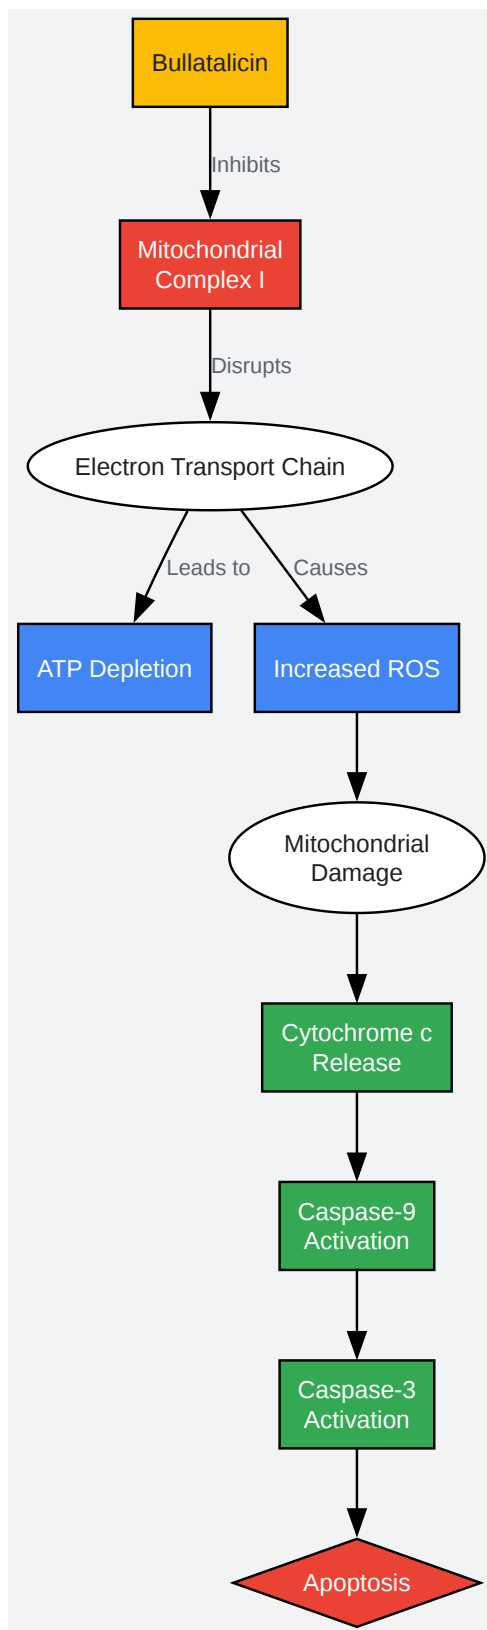 Bullatalicin
Inhibits
Mitochondrial
Complex I
Disrupts
Electron Transport Chain
Leads to
Causes
ATP Depletion
Increased ROS
Mitochondrial
Damage
Cytochrome c
Release
Caspase-9
Activation
Caspase-3
Activation
Apoptosis